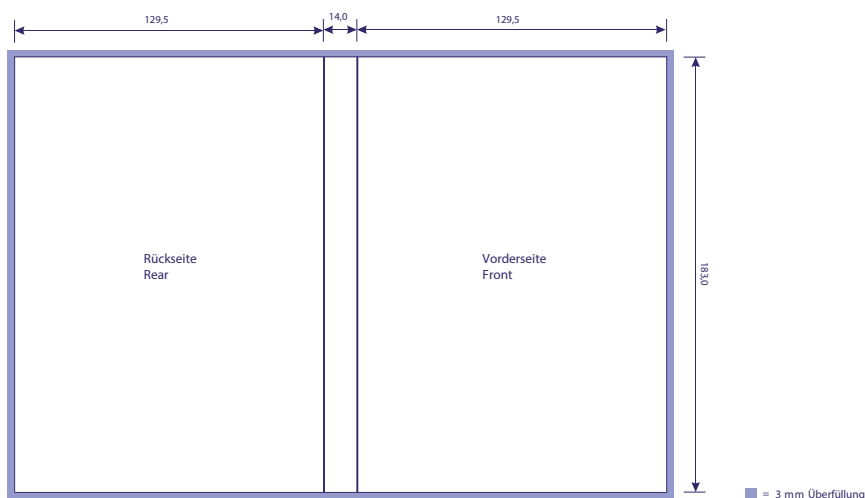 129,5
14,0
129,5
Rückseite
Rear
Vorderseite
Front
183,0
= 3 mm Überfüllung